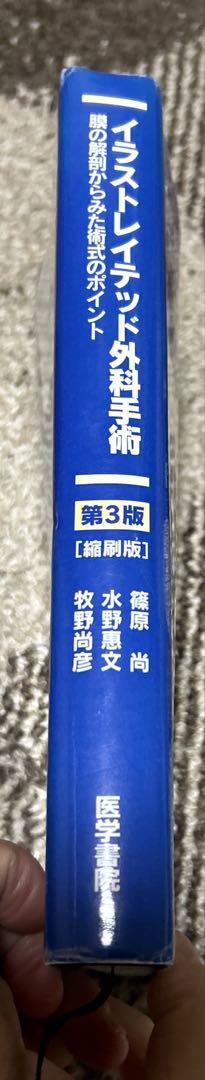 イラストレイテッド外科手術
膜の解剖からみた術式のポイント
第3版
[縮刷版]
篠原 尚
水野惠文
牧野尚彦
医学書院